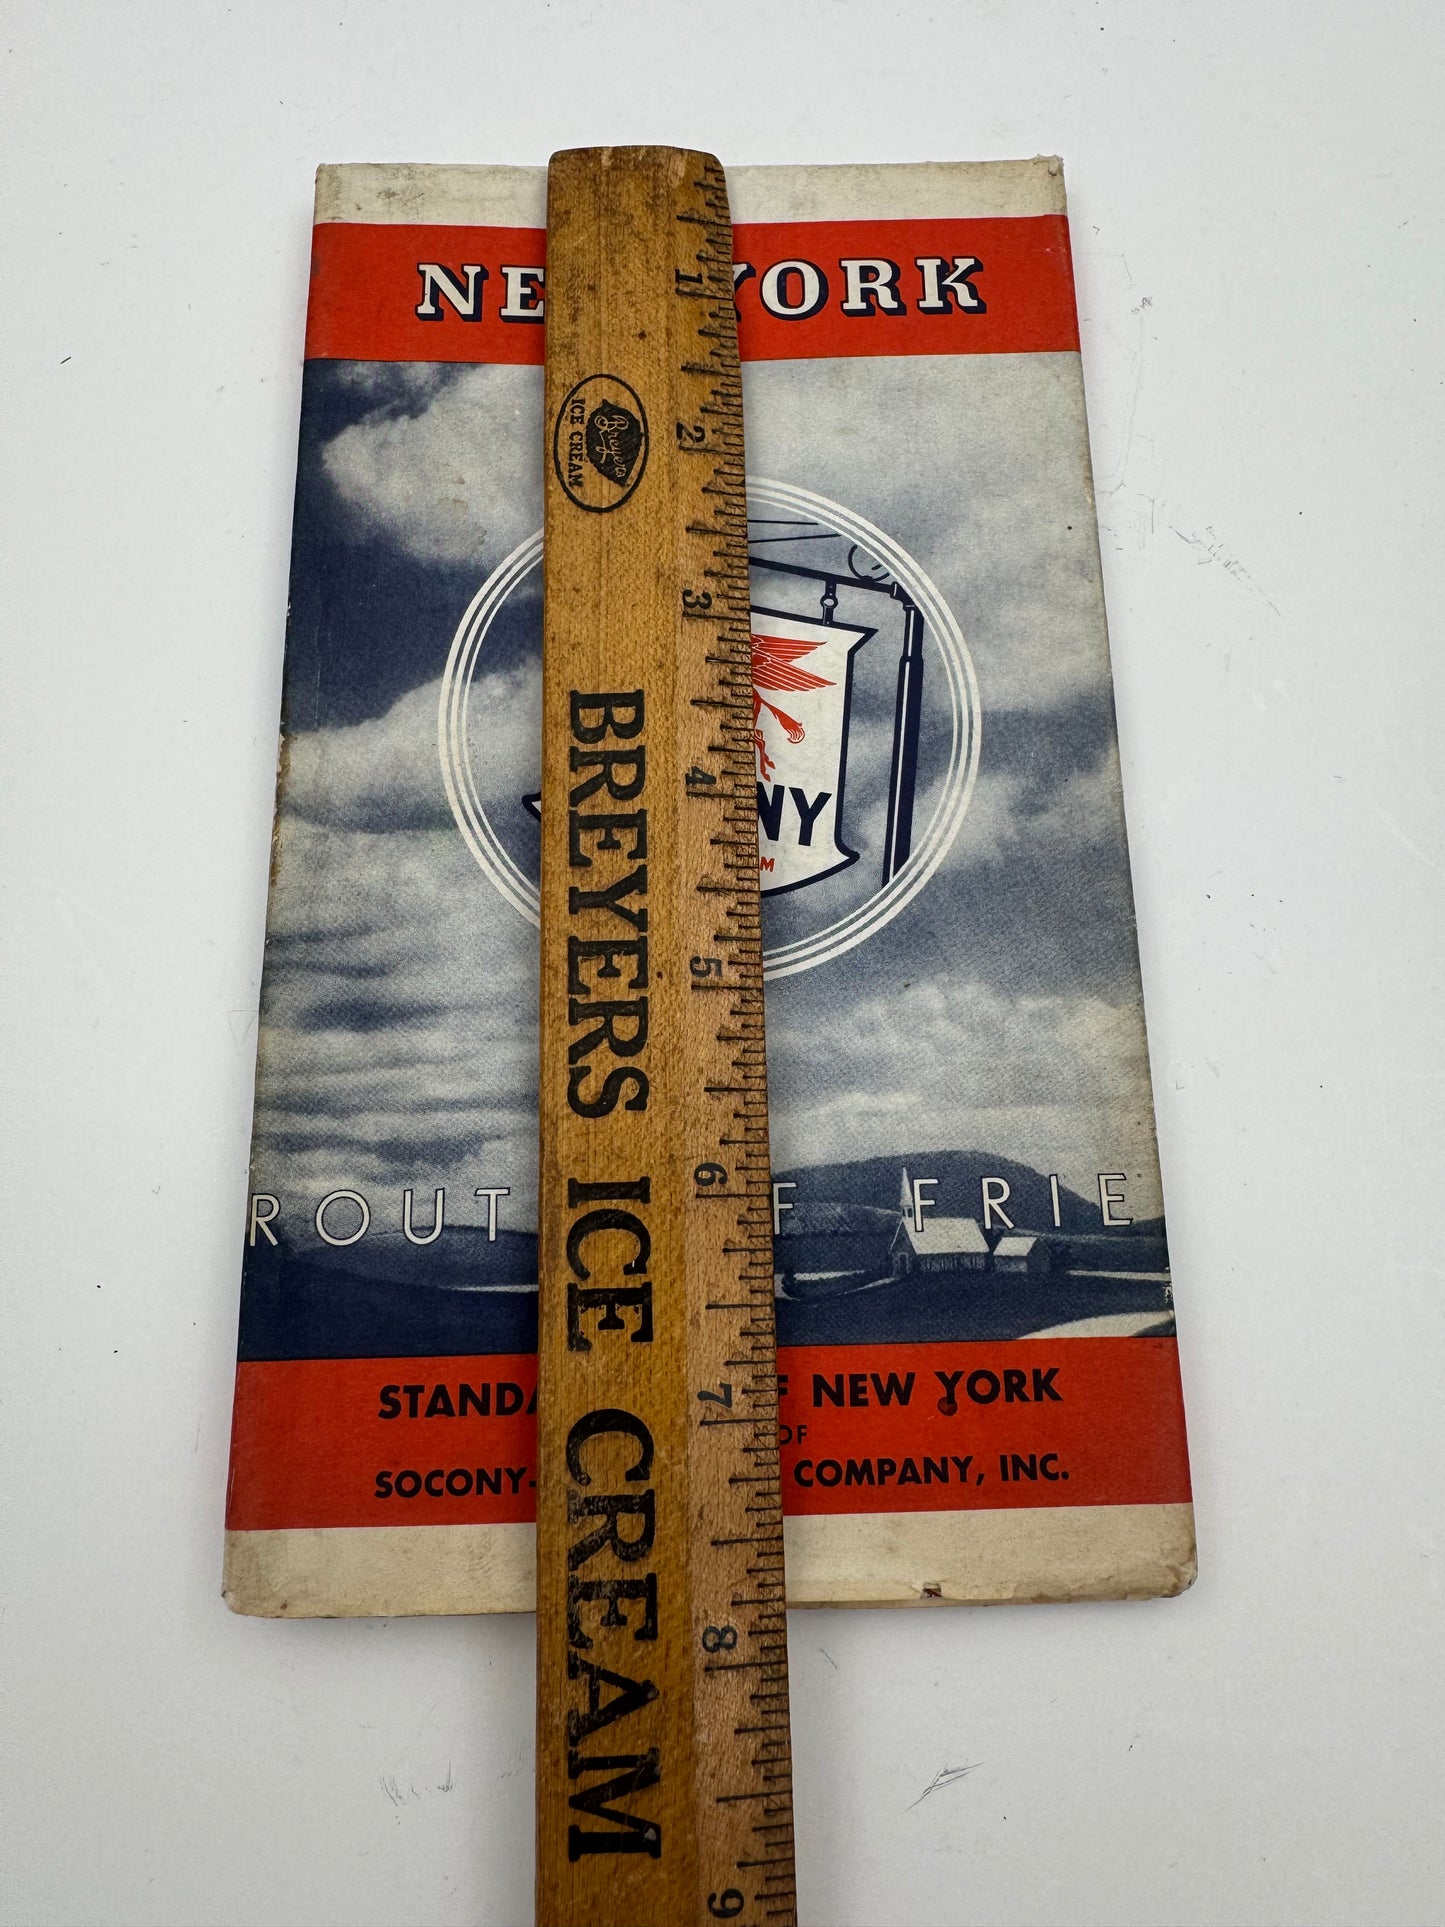 NE YORK
NY
M
ROUT F FRIE
STANDA F NEW YORK
OF
SOCONY- COMPANY, INC.
Breyers
ICE CREAM
BREYERS ICE CREAM
1
2
3
4
5
6
7
8
9